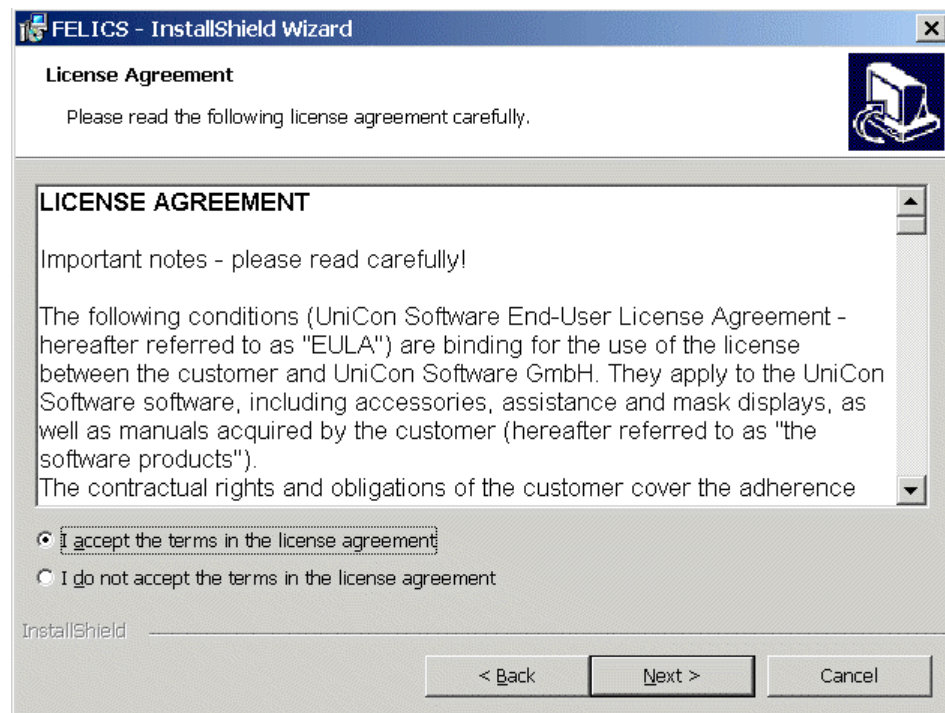 FELICS - InstallShield Wizard
License Agreement
Please read the following license agreement carefully.
LICENSE AGREEMENT
Important notes - please read carefully!
The following conditions (UniCon Software End-User License Agreement -
hereafter referred to as "EULA") are binding for the use of the license
between the customer and UniCon Software GmbH. They apply to the UniCon
Software software, including accessories, assistance and mask displays, as
well as manuals acquired by the customer (hereafter referred to as "the
software products").
The contractual rights and obligations of the customer cover the adherence
I accept the terms in the license agreement
I do not accept the terms in the license agreement
InstallShield
< Back Next > Cancel